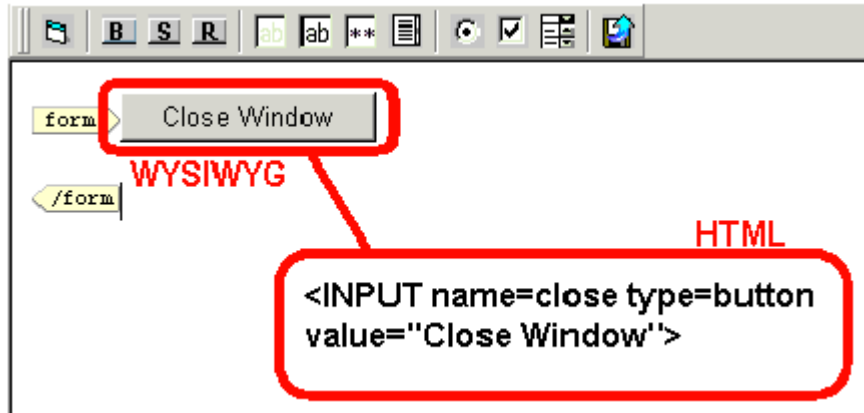 B S R ab ab **
form Close Window
WYSIWYG
/form
HTML
<INPUT name=close type=button
value="Close Window">